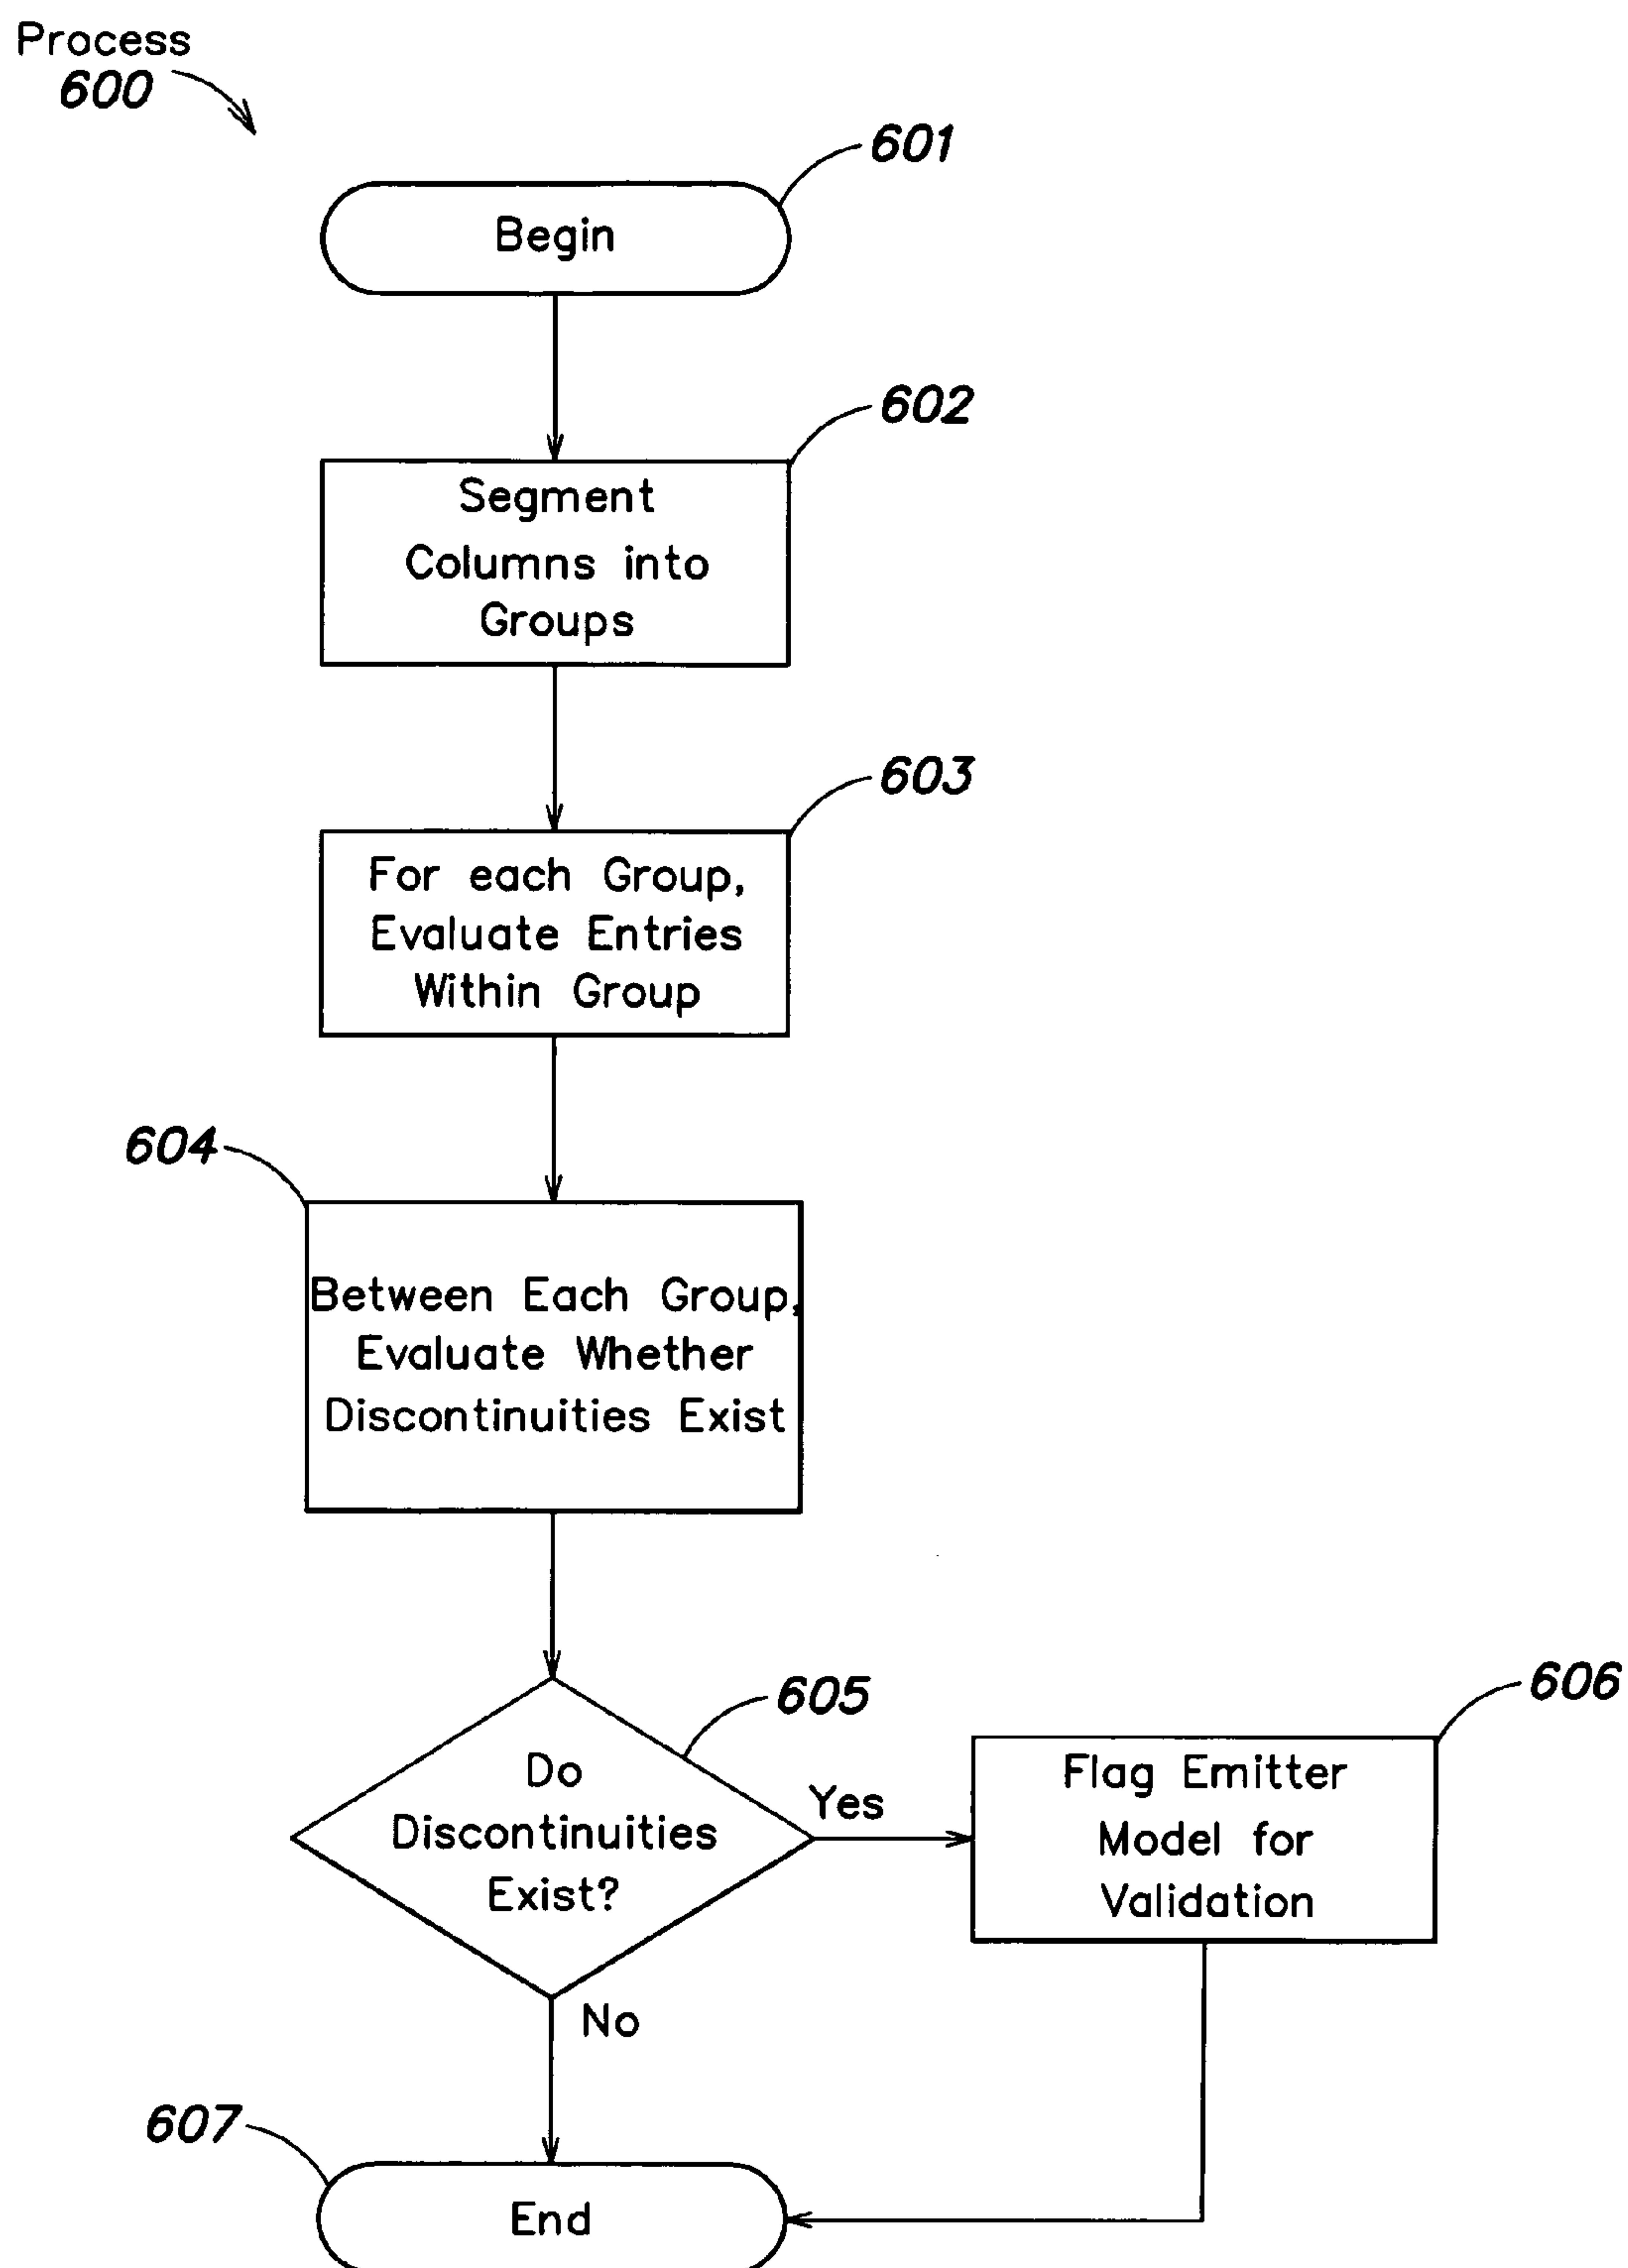 Process
600
601
Begin
602
Segment
Columns into
Groups
603
For each Group,
Evaluate Entries
Within Group
604
Between Each Group,
Evaluate Whether
Discontinuities Exist
605
606
Do
Discontinuities
Exist?
Yes
Flag Emitter
Model for
Validation
No
607
End